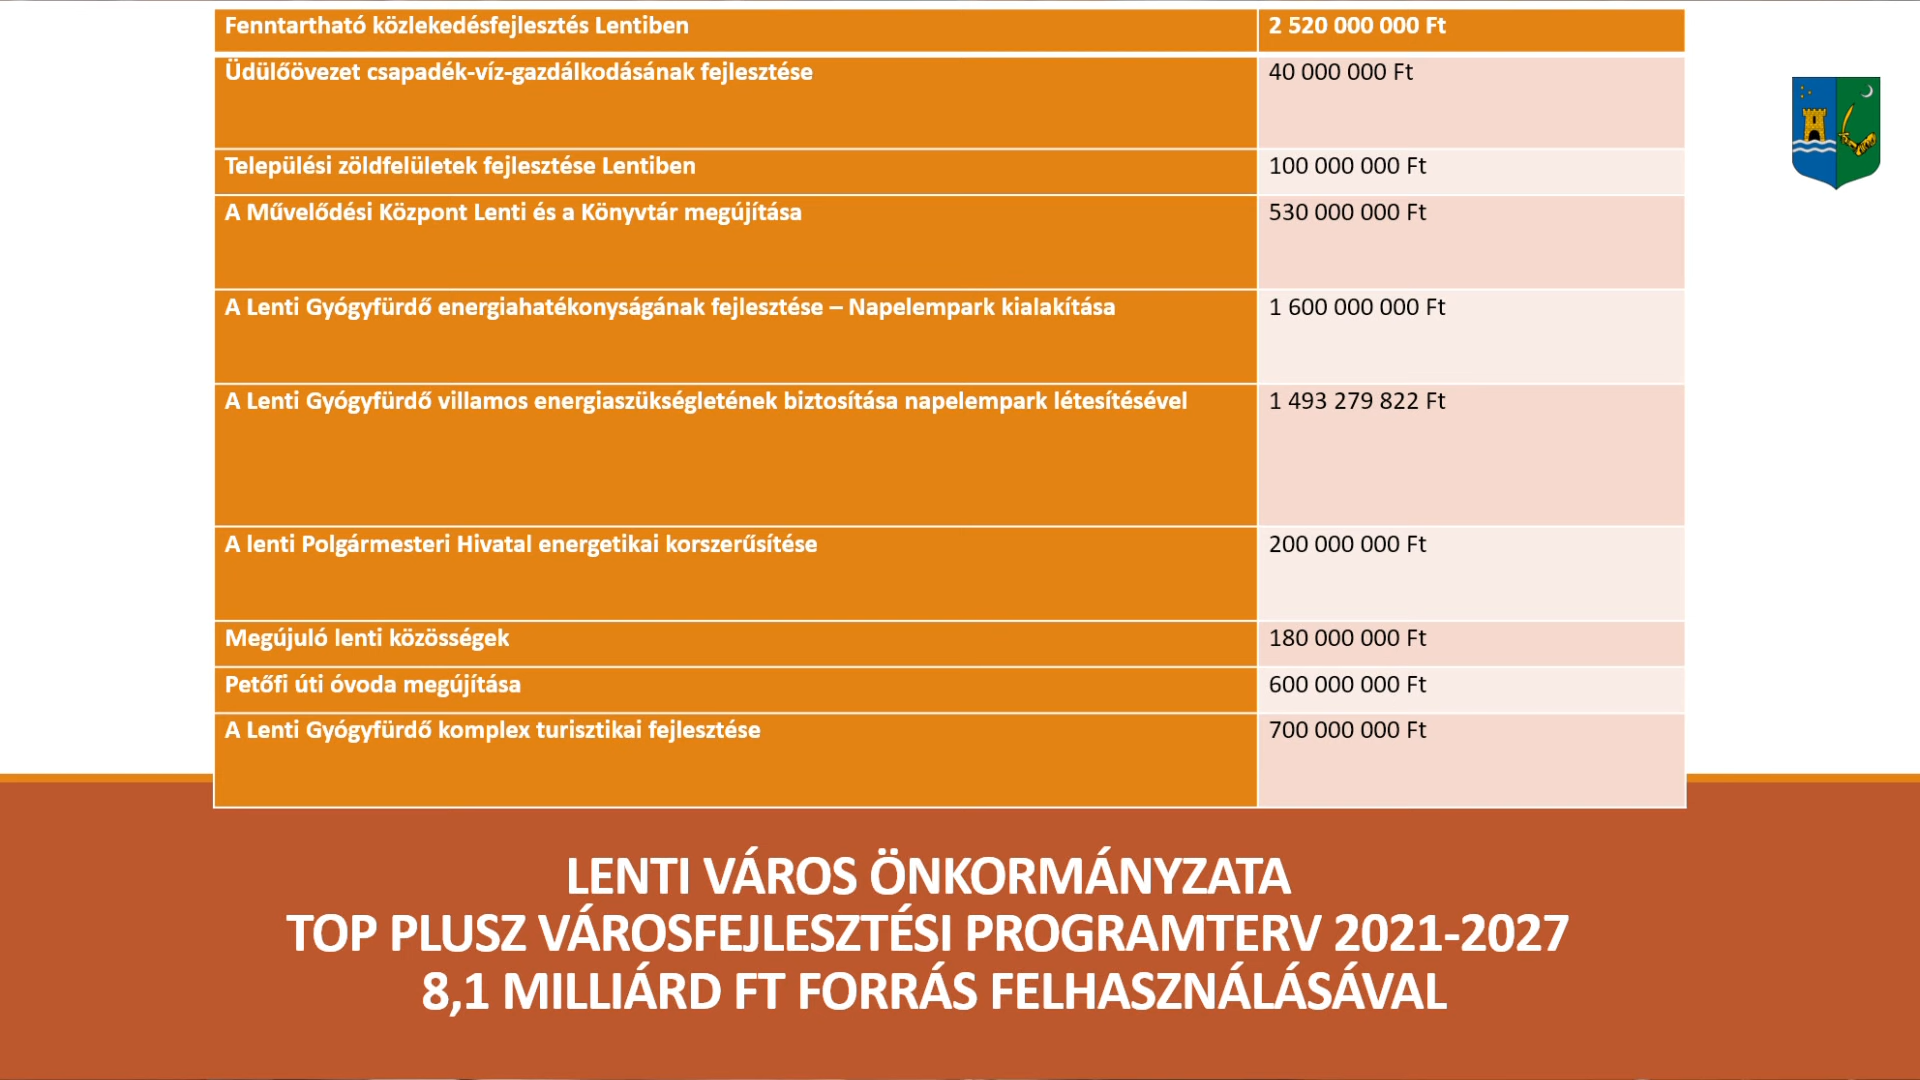 Fenntartható közlekedésfejlesztés Lentiben 2 520 000 000 Ft
Üdülőövezet csapadék-víz-gazdálkodásának fejlesztése 40 000 000 Ft
Települési zöldfelületek fejlesztése Lentiben 100 000 000 Ft
A Művelődési Központ Lenti és a Könyvtár megújítása 530 000 000 Ft
A Lenti Gyógyfürdő energiahatékonyságának fejlesztése – Napelempark kialakítása 1 600 000 000 Ft
A Lenti Gyógyfürdő villamos energiaszükségletének biztosítása napelempark létesítésével 1 493 279 822 Ft
A lenti Polgármesteri Hivatal energetikai korszerűsítése 200 000 000 Ft
Megújuló lenti közösségek 180 000 000 Ft
Petőfi úti óvoda megújítása 600 000 000 Ft
A Lenti Gyógyfürdő komplex turisztikai fejlesztése 700 000 000 Ft
LENTI VÁROS ÖNKORMÁNYZATA
TOP PLUSZ VÁROSFEJLESZTÉSI PROGRAMTERV 2021-2027
8,1 MILLIÁRD FT FORRÁS FELHASZNÁLÁSÁVAL